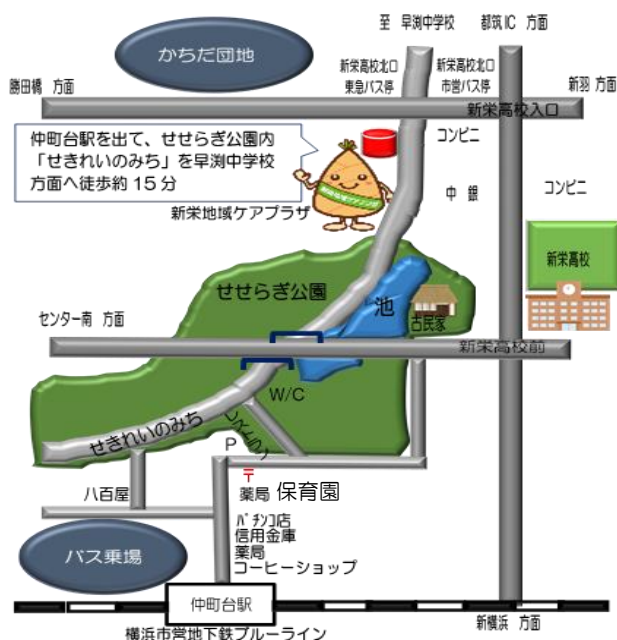 至 早渕中学校
都筑IC 方面
かちだ団地
新栄高校北口
東急バス停
新栄高校北口
市営バス停
勝田橋 方面
新羽 方面
新栄高校入口
仲町台駅を出て、せせらぎ公園内
「せきれいのみち」を早渕中学校
方面へ徒歩約 15 分
コンビニ
中 銀
コンビニ
新栄地域ケアプラザ
新栄高校
せせらぎ公園
池
古民家
センター南 方面
新栄高校前
W/C
せきれいのみち
P
〒
八百屋
薬局 保育園
パチンコ店
信用金庫
薬局
コーヒーショップ
バス乗場
仲町台駅
新横浜 方面
横浜市営地下鉄ブルーライン